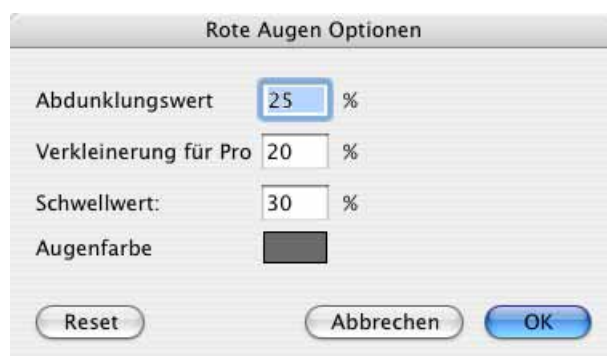 Rote Augen Optionen
Abdunklungswert 25 %
Verkleinerung für Pro 20 %
Schwellwert: 30 %
Augenfarbe
Reset Abbrechen OK